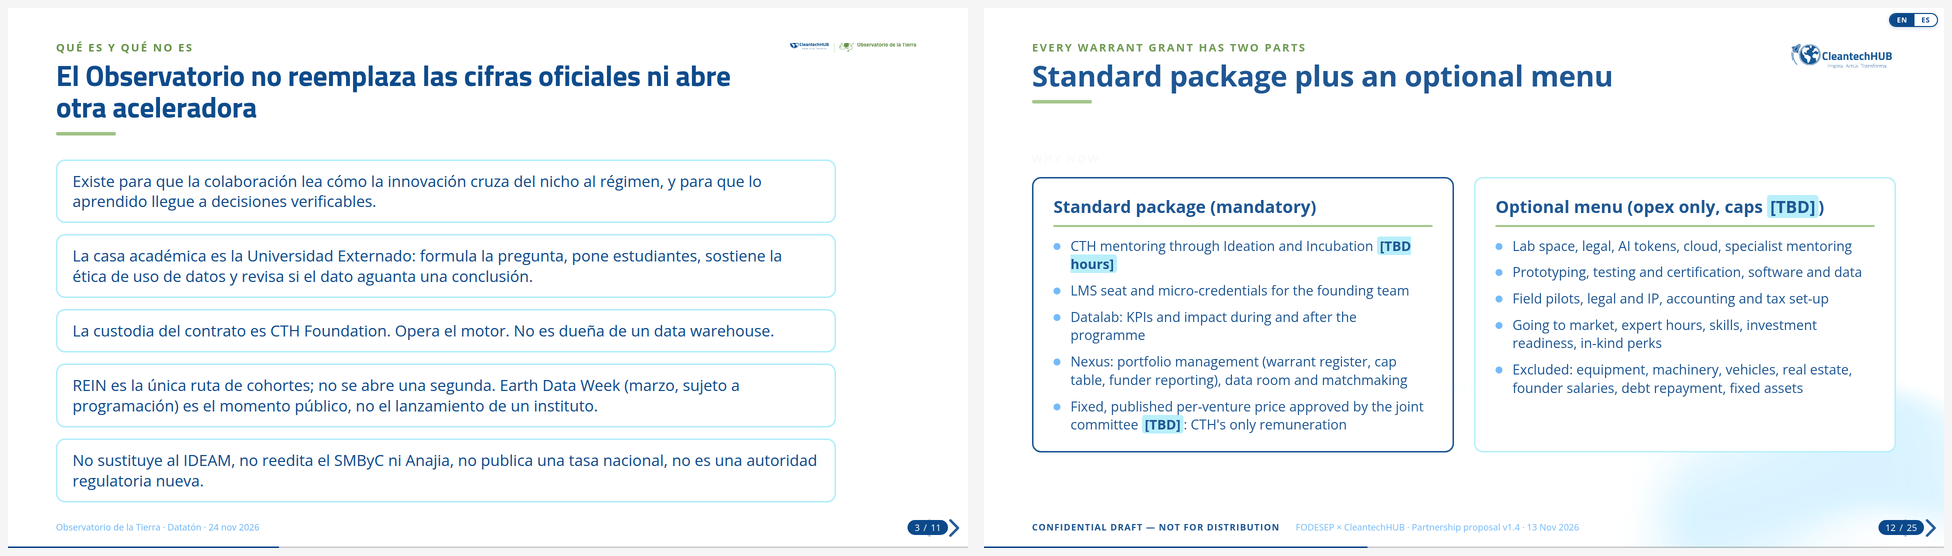 QUÉ ES Y QUÉ NO ES
CleantechHUB
Observatorio de la Tierra
El Observatorio no reemplaza las cifras oficiales ni abre
otra aceleradora
Existe para que la colaboración lea cómo la innovación cruza del nicho al régimen, y para que lo
aprendido llegue a decisiones verificables.
La casa académica es la Universidad Externado: formula la pregunta, pone estudiantes, sostiene la
ética de uso de datos y revisa si el dato aguanta una conclusión.
La custodia del contrato es CTH Foundation. Opera el motor. No es dueña de un data warehouse.
REIN es la única ruta de cohortes; no se abre una segunda. Earth Data Week (marzo, sujeto a
programación) es el momento público, no el lanzamiento de un instituto.
No sustituye al IDEAM, no reedita el SMByC ni Anajia, no publica una tasa nacional, no es una autoridad
regulatoria nueva.
Observatorio de la Tierra · Datatón · 24 nov 2026
3 / 11
EN ES
EVERY WARRANT GRANT HAS TWO PARTS
CleantechHUB
Inspira. Actúa. Transforma.
Standard package plus an optional menu
WHY NOW
Standard package (mandatory)
CTH mentoring through Ideation and Incubation [TBD
hours]
LMS seat and micro-credentials for the founding team
Datalab: KPIs and impact during and after the
programme
Nexus: portfolio management (warrant register, cap
table, funder reporting), data room and matchmaking
Fixed, published per-venture price approved by the joint
committee [TBD]: CTH's only remuneration
Optional menu (opex only, caps [TBD])
Lab space, legal, AI tokens, cloud, specialist mentoring
Prototyping, testing and certification, software and data
Field pilots, legal and IP, accounting and tax set-up
Going to market, expert hours, skills, investment
readiness, in-kind perks
Excluded: equipment, machinery, vehicles, real estate,
founder salaries, debt repayment, fixed assets
CONFIDENTIAL DRAFT — NOT FOR DISTRIBUTION
FODESEP × CleantechHUB · Partnership proposal v1.4 · 13 Nov 2026
12 / 25